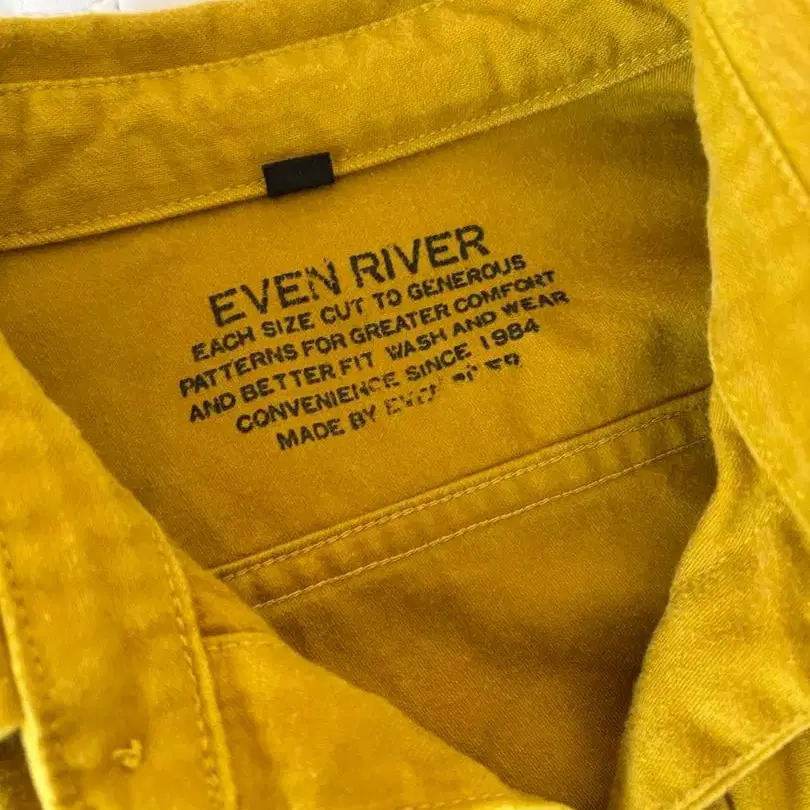 EVEN RIVER
EACH SIZE CUT TO GENEROUS
PATTERNS FOR GREATER COMFORT
AND BETTER FIT WASH AND WEAR
CONVENIENCE SINCE 1984
MADE BY EVEN